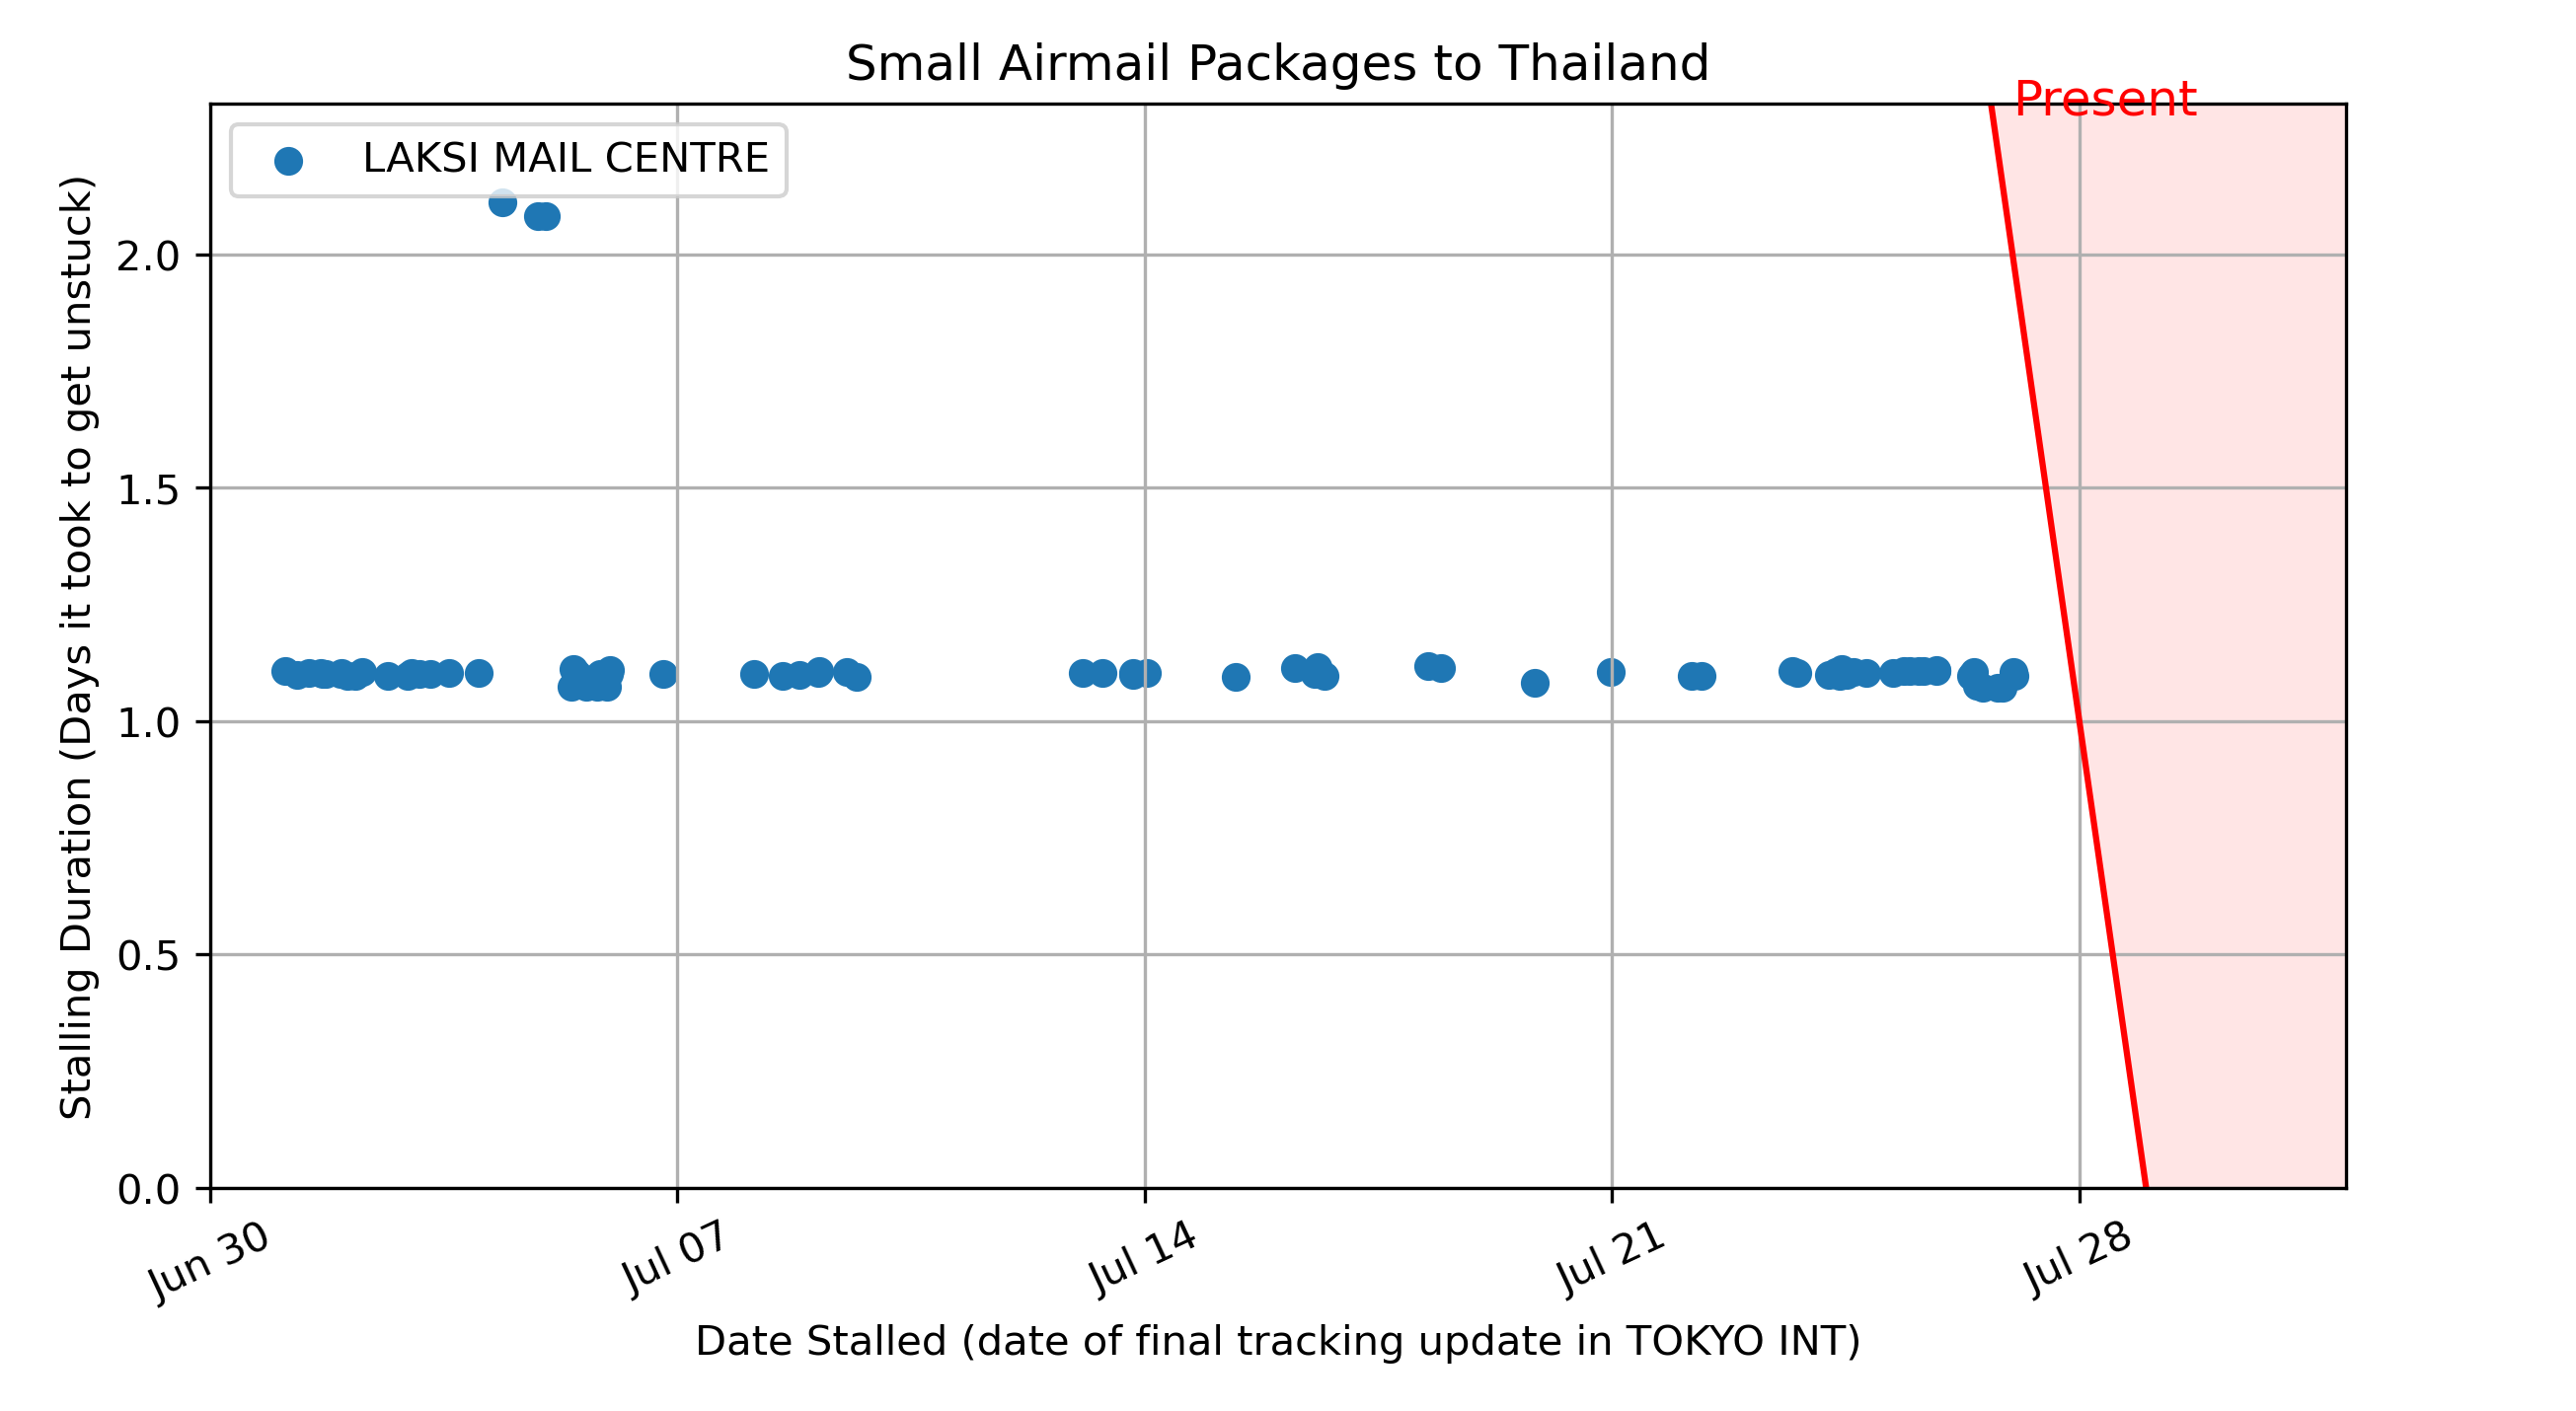 Small Airmail Packages to Thailand
Present
LAKSI MAIL CENTRE
Stalling Duration (Days it took to get unstuck)
2.0
1.5
1.0
0.5
0.0
Jun 30
Jul 07
Jul 14
Jul 21
Jul 28
Date Stalled (date of final tracking update in TOKYO INT)